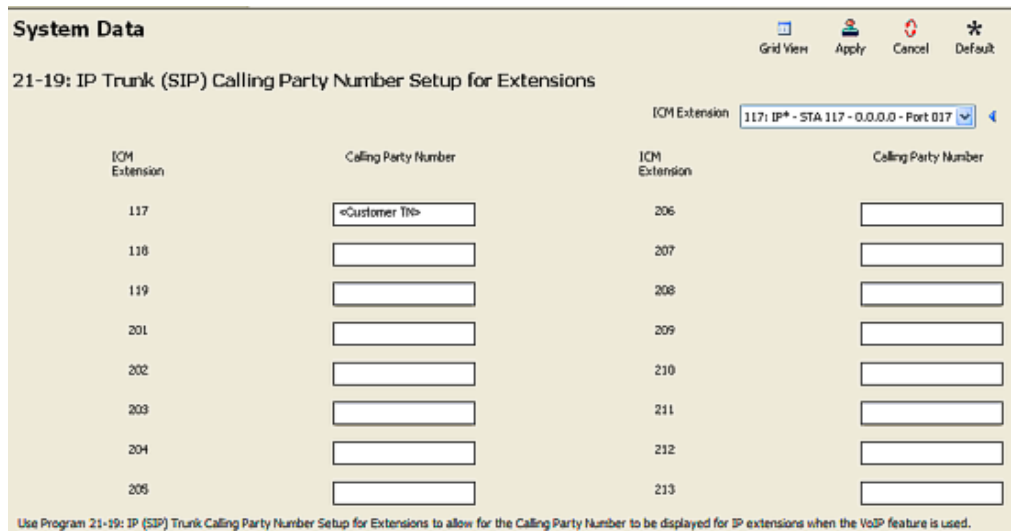 System Data
Grid View Apply Cancel Default
21-19: IP Trunk (SIP) Calling Party Number Setup for Extensions
ICM Extension 117: IP* - STA 117 - 0.0.0.0 - Port 017
ICM Extension Calling Party Number ICM Extension Calling Party Number
117 <Customer TN> 206
118 207
119 208
201 209
202 210
203 211
204 212
205 213
Use Program 21-19: IP (SIP) Trunk Calling Party Number Setup for Extensions to allow for the Calling Party Number to be displayed for IP extensions when the VoIP feature is used.